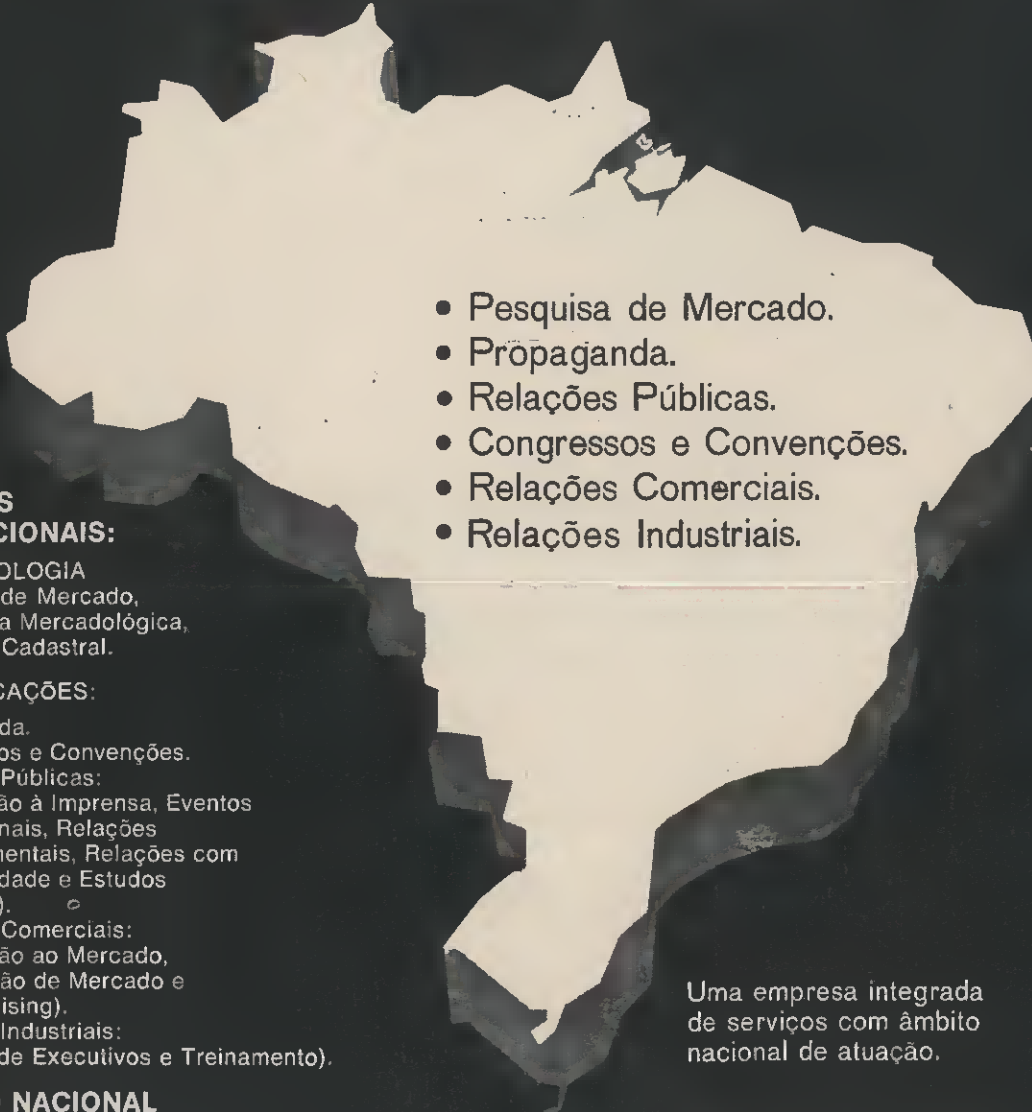 • Pesquisa de Mercado.
• Propaganda.
• Relações Públicas.
• Congressos e Convenções.
• Relações Comerciais.
• Relações Industriais.
S
CIONAIS:
OLOGIA
de Mercado,
a Mercadológica,
Cadastral.
CAÇÕES:
da.
os e Convenções.
Públicas:
ão à Imprensa, Eventos
nais, Relações
mentais, Relações com
dade e Estudos
).
Comerciais:
ão ao Mercado,
ão de Mercado e
ising).
Industriais:
de Executivos e Treinamento).
NACIONAL
Uma empresa integrada
de serviços com âmbito
nacional de atuação.